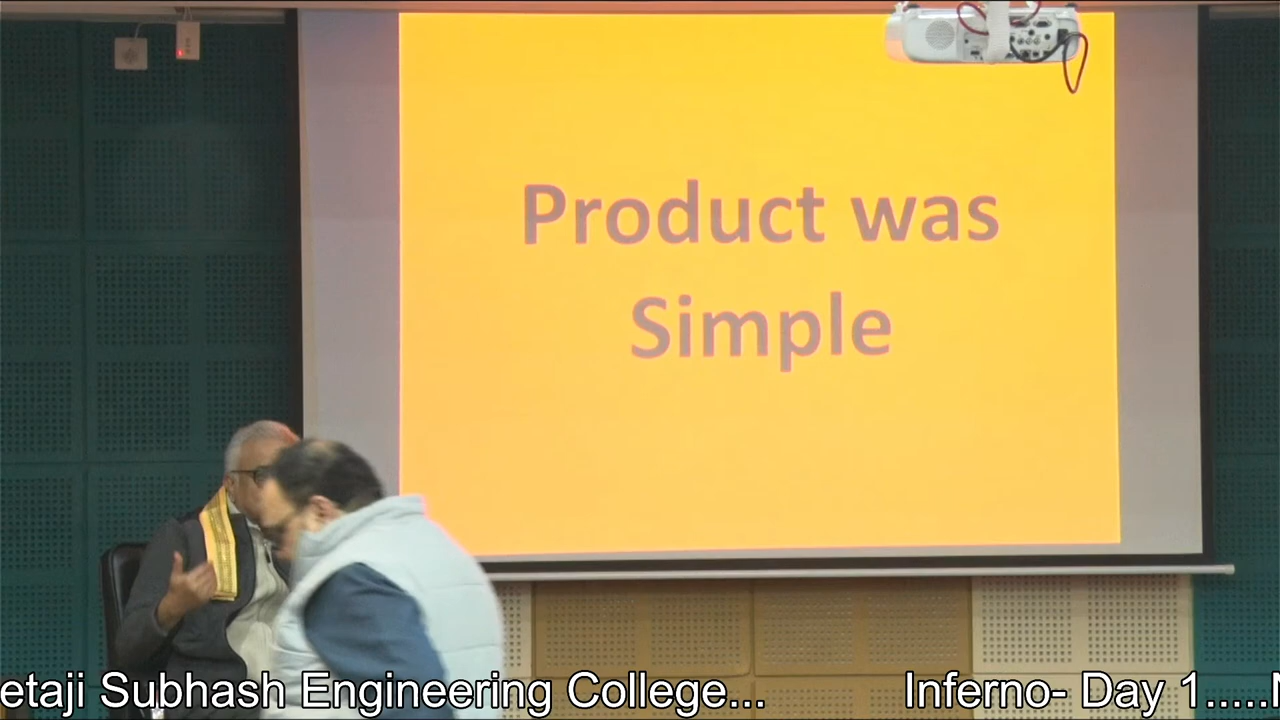 Product was
Simple
etaji Subhash Engineering College... Inferno- Day 1.....